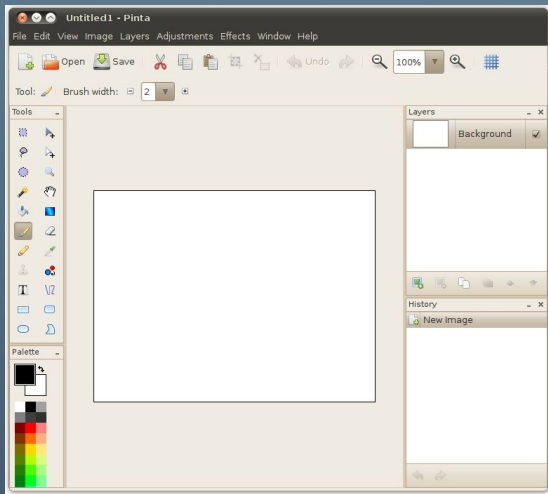 Untitled1 - Pinta
File Edit View Image Layers Adjustments Effects Window Help
Open Save Undo 100%
Tool: Brush width: 2
Tools
Layers
Background
T
History
New Image
Palette